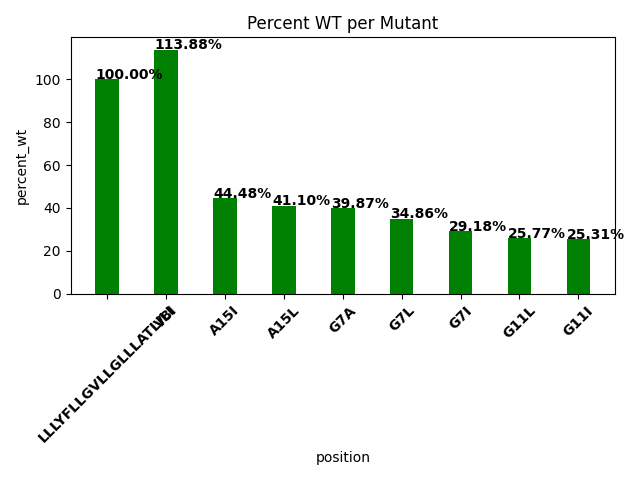 Percent WT per Mutant
113.88%
100.00%
44.48%
41.10%
39.87%
34.86%
29.18%
25.77%
25.31%
percent_wt
100
80
60
40
20
0
V8I
A15I
A15L
G7A
G7L
G7I
G11L
G11I
position